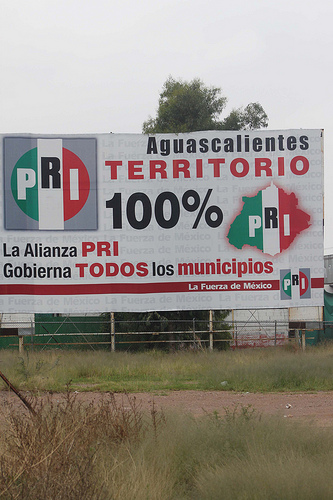 PRI
Aguascalientes
TERRITORIO
100%
PRI
La Alianza PRI
Gobierna TODOS los municipios
La Fuerza de México
PRI